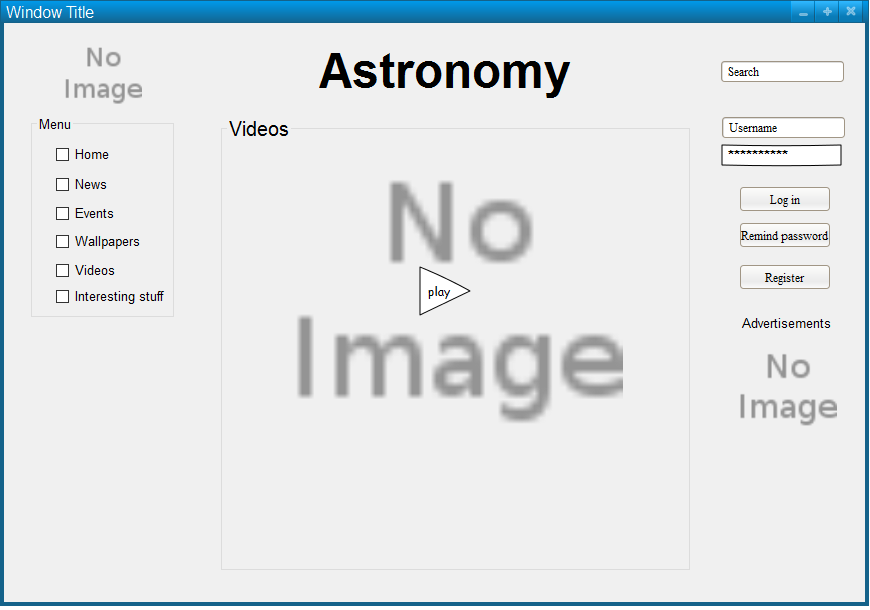 Window Title
No
Image
Astronomy
Search
Menu
Home
News
Events
Wallpapers
Videos
Interesting stuff
Videos
No
Image
play
Username
**********
Log in
Remind password
Register
Advertisements
No
Image